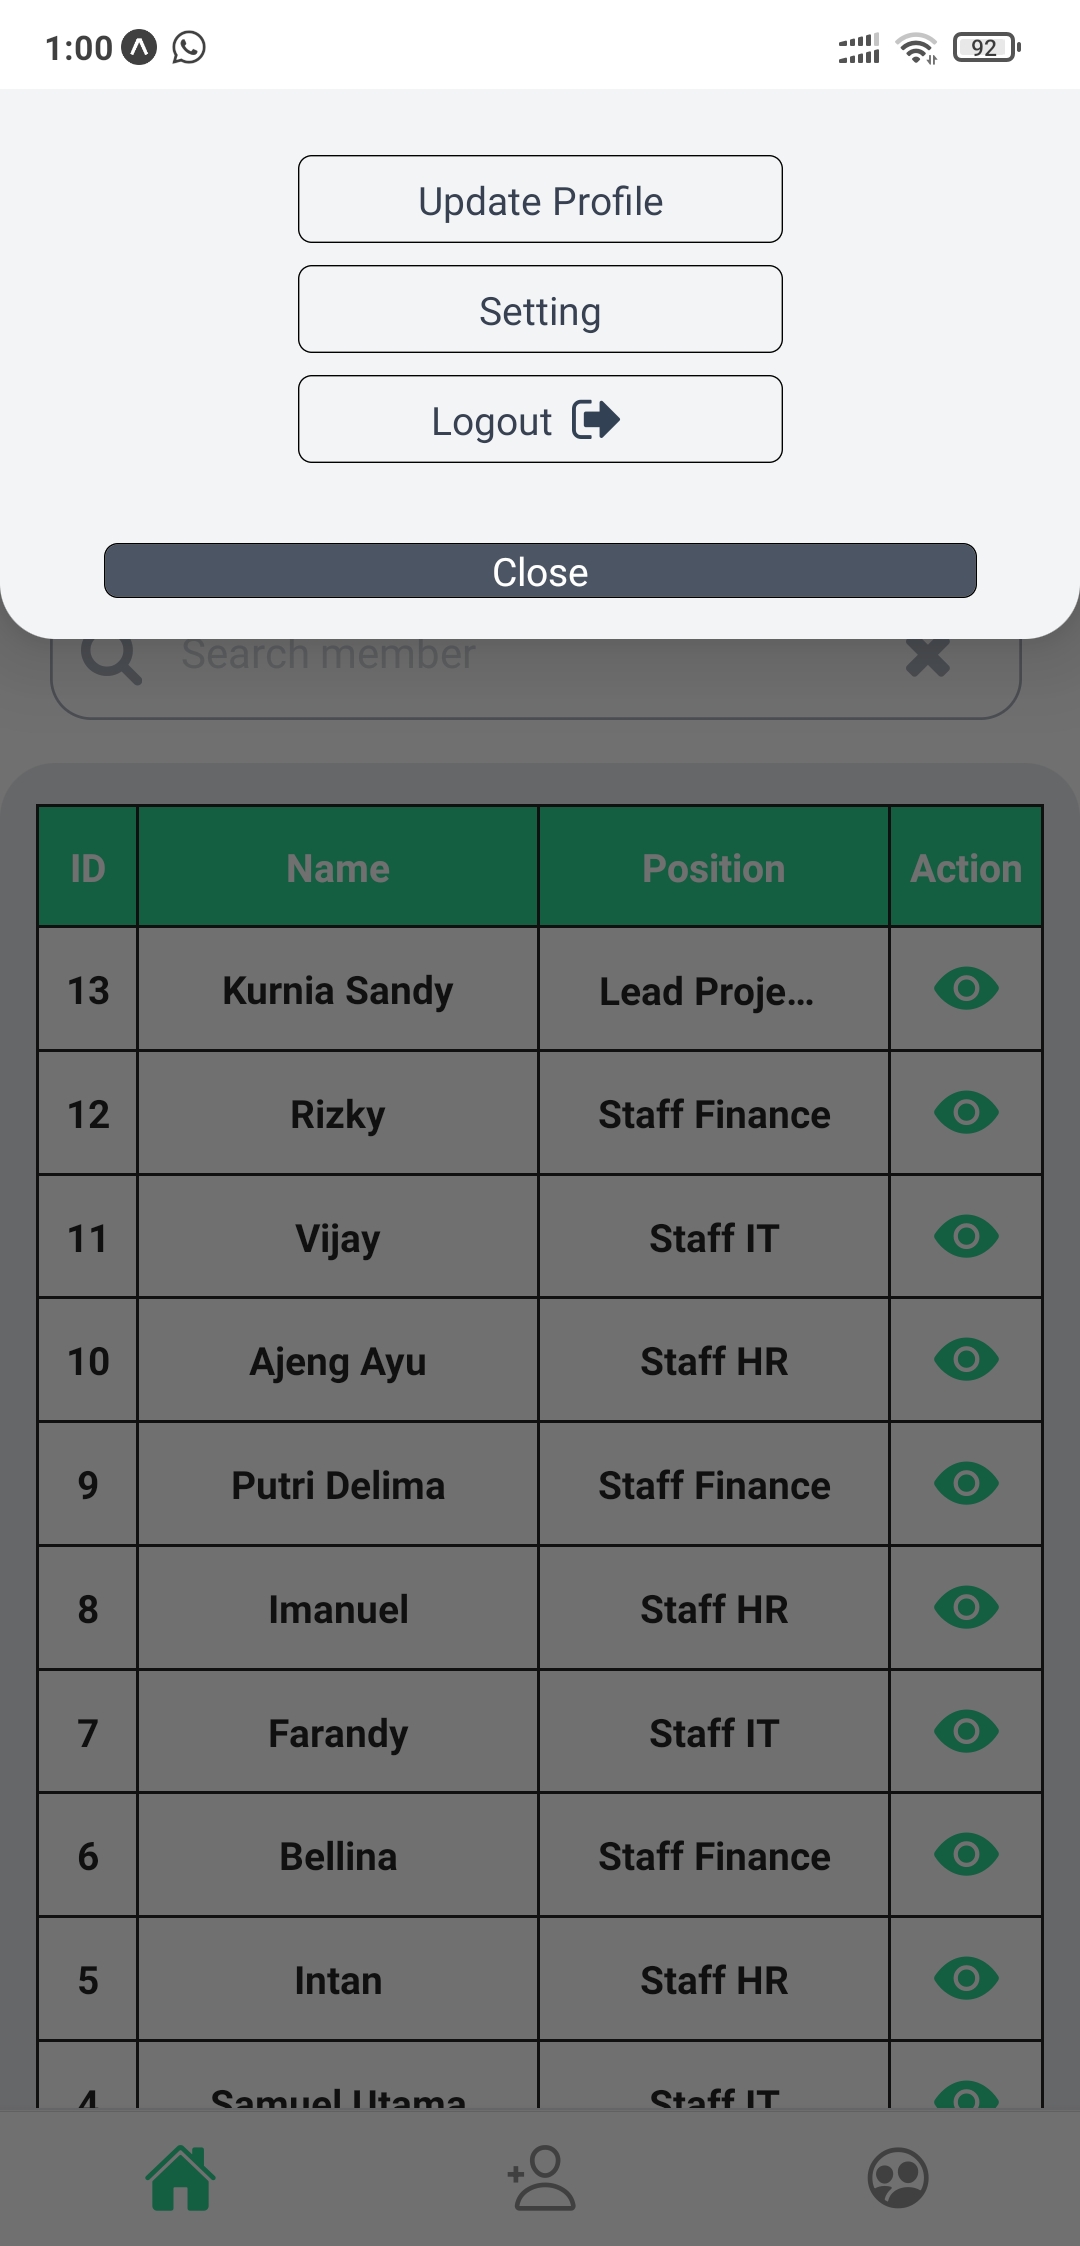 1:00
92
Update Profile
Setting
Logout
Close
Search member
ID Name Position Action
13 Kurnia Sandy Lead Proje...
12 Rizky Staff Finance
11 Vijay Staff IT
10 Ajeng Ayu Staff HR
9 Putri Delima Staff Finance
8 Imanuel Staff HR
7 Farandy Staff IT
6 Bellina Staff Finance
5 Intan Staff HR
4 Samuel Utama Staff IT